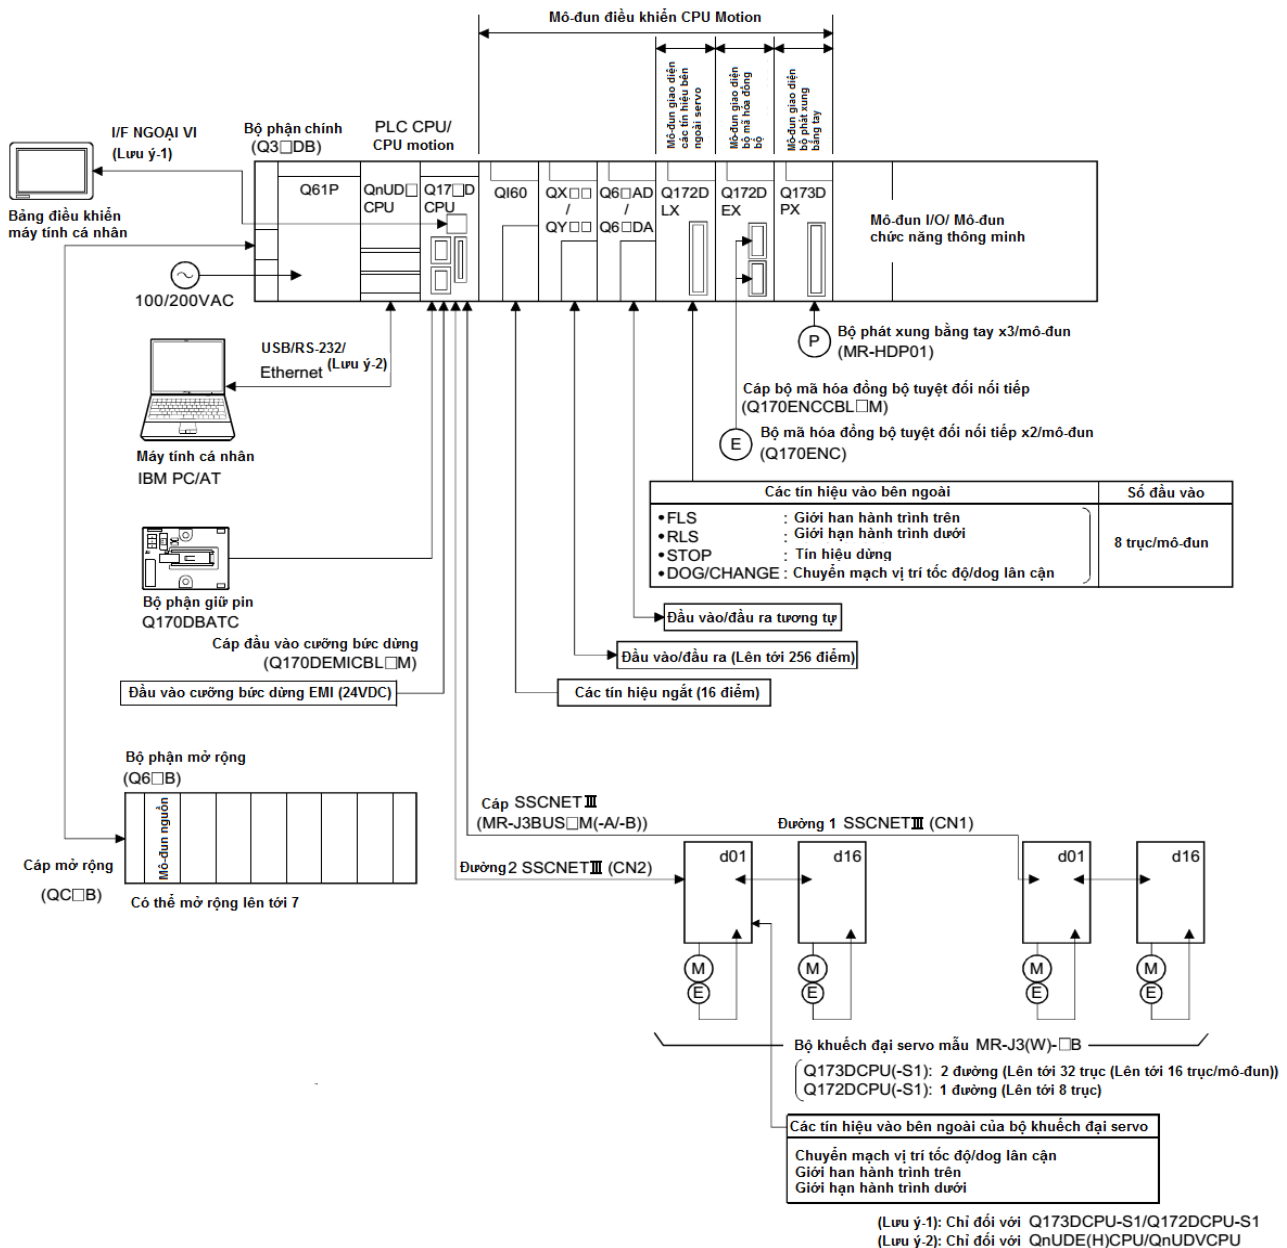 Mô-đun điều khiển CPU Motion
Mô-đun giao diện
các tín hiệu bên
ngoài servo
Mô-đun giao diện
bộ mã hóa đồng
bộ
Mô-đun giao diện
bộ phát xung
bằng tay
I/F NGOẠI VI
(Lưu ý-1)
Bộ phận chính
(Q3□DB)
PLC CPU/
CPU motion
Bảng điều khiển
máy tính cá nhân
Q61P
QnUD□
CPU
Q17□D
CPU
QI60
QX□□
/
QY□□
Q6□AD
/
Q6□DA
Q172D
LX
Q172D
EX
Q173D
PX
Mô-đun I/O/ Mô-đun
chức năng thông minh
100/200VAC
USB/RS-232/
Ethernet (Lưu ý-2)
Máy tính cá nhân
IBM PC/AT
P
Bộ phát xung bằng tay x3/mô-đun
(MR-HDP01)
Cáp bộ mã hóa đồng bộ tuyệt đối nối tiếp
(Q170ENCCBL□M)
E
Bộ mã hóa đồng bộ tuyệt đối nối tiếp x2/mô-đun
(Q170ENC)
Các tín hiệu vào bên ngoài
Số đầu vào
•FLS : Giới han hành trình trên
•RLS : Giới hạn hành trình dưới
•STOP : Tín hiệu dừng
•DOG/CHANGE : Chuyển mạch vị trí tốc độ/dog lân cận
8 trục/mô-đun
Bộ phận giữ pin
Q170DBATC
Cáp đầu vào cưỡng bức dừng
(Q170DEMICBL□M)
Đầu vào cưỡng bức dừng EMI (24VDC)
Đầu vào/đầu ra tương tự
Đầu vào/đầu ra (Lên tới 256 điểm)
Các tín hiệu ngắt (16 điểm)
Bộ phận mở rộng
(Q6□B)
Mô-đun nguồn
Cáp mở rộng
(QC□B)
Có thể mở rộng lên tới 7
Cáp SSCNETⅢ
(MR-J3BUS□M(-A/-B))
Đường 1 SSCNETⅢ (CN1)
Đường 2 SSCNETⅢ (CN2)
d01
d16
d01
d16
M
E
M
E
M
E
M
E
Bộ khuếch đại servo mẫu MR-J3(W)-□B
Q173DCPU(-S1): 2 đường (Lên tới 32 trục (Lên tới 16 trục/mô-đun))
Q172DCPU(-S1): 1 đường (Lên tới 8 trục)
Các tín hiệu vào bên ngoài của bộ khuếch đại servo
Chuyển mạch vị trí tốc độ/dog lân cận
Giới han hành trình trên
Giới hạn hành trình dưới
(Lưu ý-1): Chỉ đối với Q173DCPU-S1/Q172DCPU-S1
(Lưu ý-2): Chỉ đối với QnUDE(H)CPU/QnUDVCPU